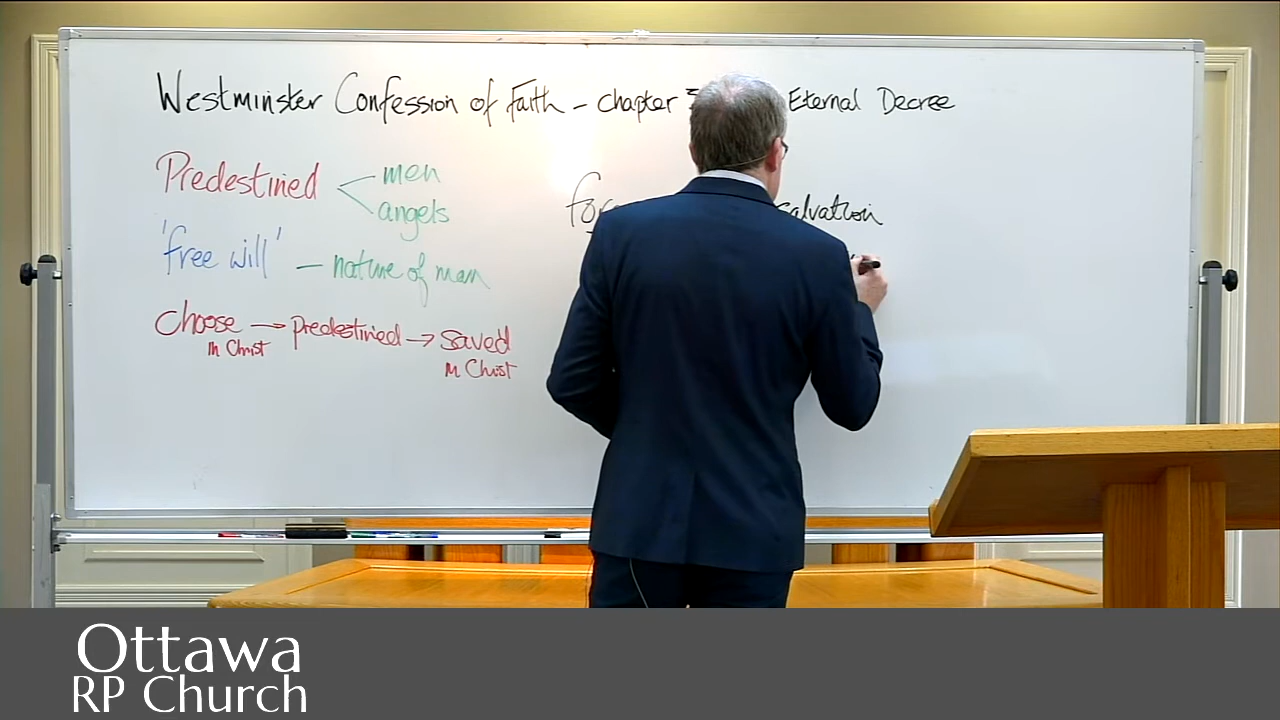 Westminster Confession of Faith - chapter 3 Eternal Decree
Predestined
men
angels
salvation
'free will' - nature of man
choose → predestined → saved
in Christ
in Christ
Ottawa
RP Church